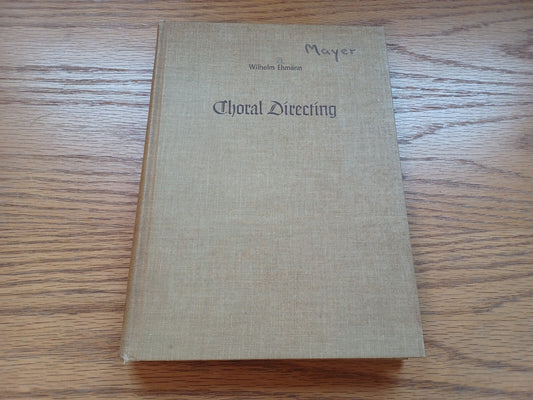 Mayer
Wilhelm Ehmann
Choral Directing